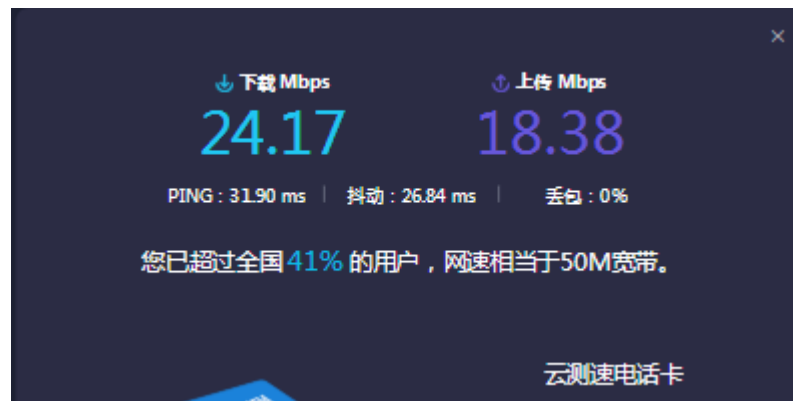 下载 Mbps 上传 Mbps
24.17 18.38
PING : 31.90 ms 抖动 : 26.84 ms 丢包 : 0%
您已超过全国 41% 的用户，网速相当于50M宽带。
云测速电话卡